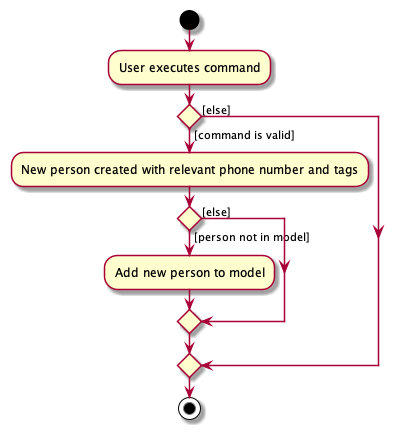 User executes command
[else]
[command is valid]
New person created with relevant phone number and tags
[else]
[person not in model]
Add new person to model